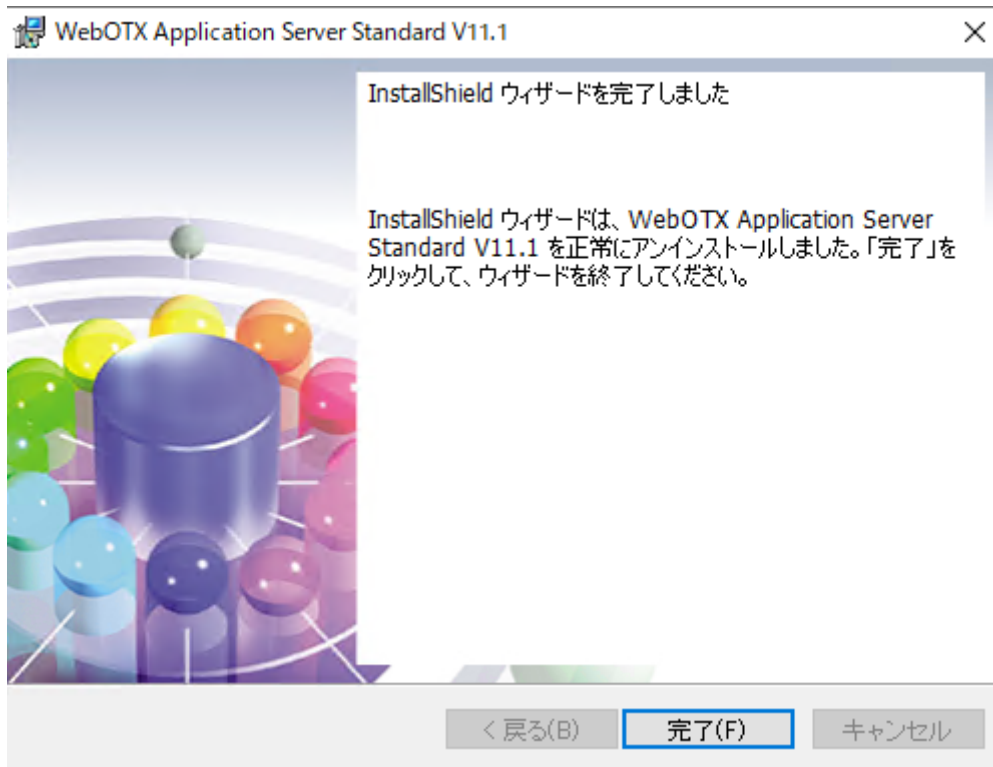 WebOTX Application Server Standard V11.1
InstallShield ウィザードを完了しました
InstallShield ウィザードは、WebOTX Application Server
Standard V11.1 を正常にアンインストールしました。「完了」を
クリックして、ウィザードを終了してください。
< 戻る(B)
完了(F)
キャンセル